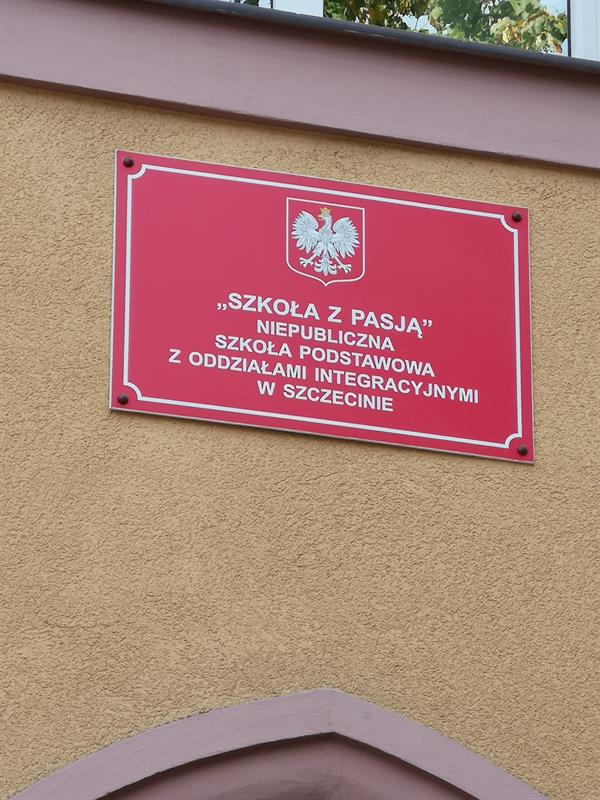 „SZKOŁA Z PASJĄ”
NIEPUBLICZNA
SZKOŁA PODSTAWOWA
Z ODDZIAŁAMI INTEGRACYJNYMI
W SZCZECINIE